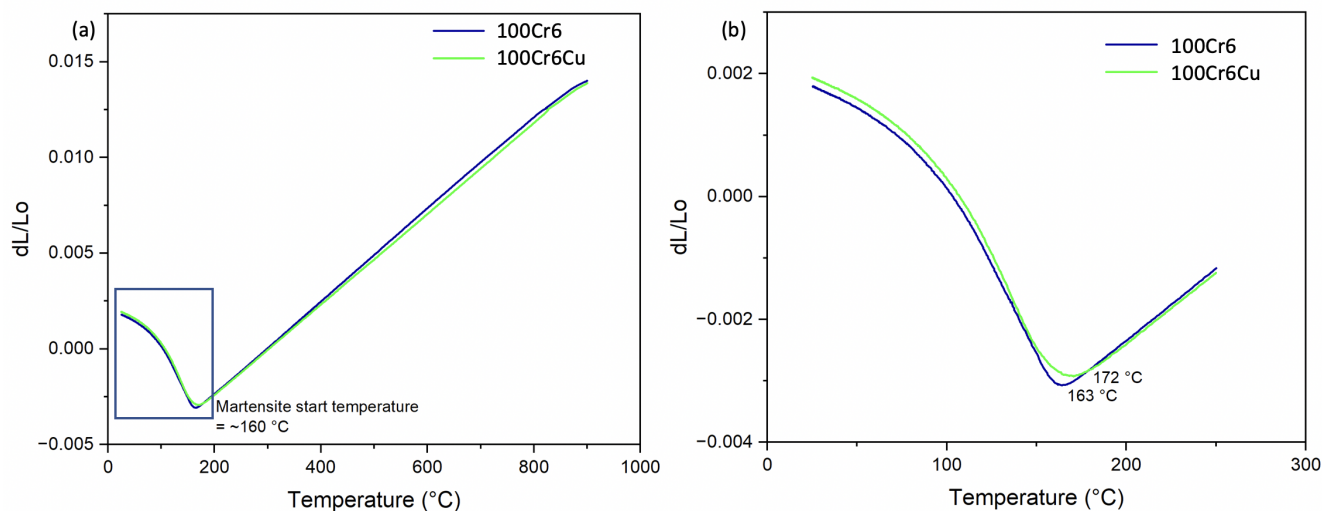 (a)
100Cr6
100Cr6Cu
0.015
0.010
0.005
0.000
−0.005
dL/Lo
Martensite start temperature
= ~160 °C
0 200 400 600 800 1000
Temperature (°C)
(b)
100Cr6
100Cr6Cu
0.002
0.000
−0.002
−0.004
dL/Lo
172 °C
163 °C
0 100 200 300
Temperature (°C)